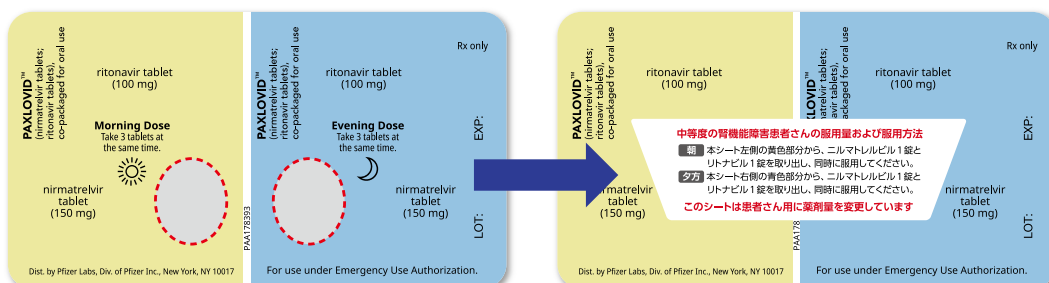 PAXLOVID™
(nirmatrelvir tablets;
ritonavir tablets),
co-packaged for oral use
ritonavir tablet
(100 mg)
Morning Dose
Take 3 tablets at
the same time.
nirmatrelvir
tablet
(150 mg)
Dist. by Pfizer Labs, Div. of Pfizer Inc., New York, NY 10017
PAA178393
PAXLOVID™
(nirmatrelvir tablets;
ritonavir tablets),
co-packaged for oral use
Rx only
ritonavir tablet
(100 mg)
Evening Dose
Take 3 tablets at
the same time.
nirmatrelvir
tablet
(150 mg)
EXP:
LOT:
For use under Emergency Use Authorization.
PAXLOVID™
(nirmatrelvir tablets;
ritonavir tablets),
co-packaged for oral use
ritonavir tablet
(100 mg)
nirmatrelvir
tablet
(150 mg)
Dist. by Pfizer Labs, Div. of Pfizer Inc., New York, NY 10017
tablets;
tablets),
for oral use
Rx only
ritonavir tablet
(100 mg)
中等度の腎機能障害患者さんの服用量および服用方法
朝 本シート左側の黄色部分から、ニルマトレルビル1錠と
リトナビル1錠を取り出し、同時に服用してください。
夕方 本シート右側の青色部分から、ニルマトレルビル1錠と
リトナビル1錠を取り出し、同時に服用してください。
このシートは患者さん用に薬剤量を変更しています
nirmatrelvir
tablet
(150 mg)
EXP:
LOT:
For use under Emergency Use Authorization.